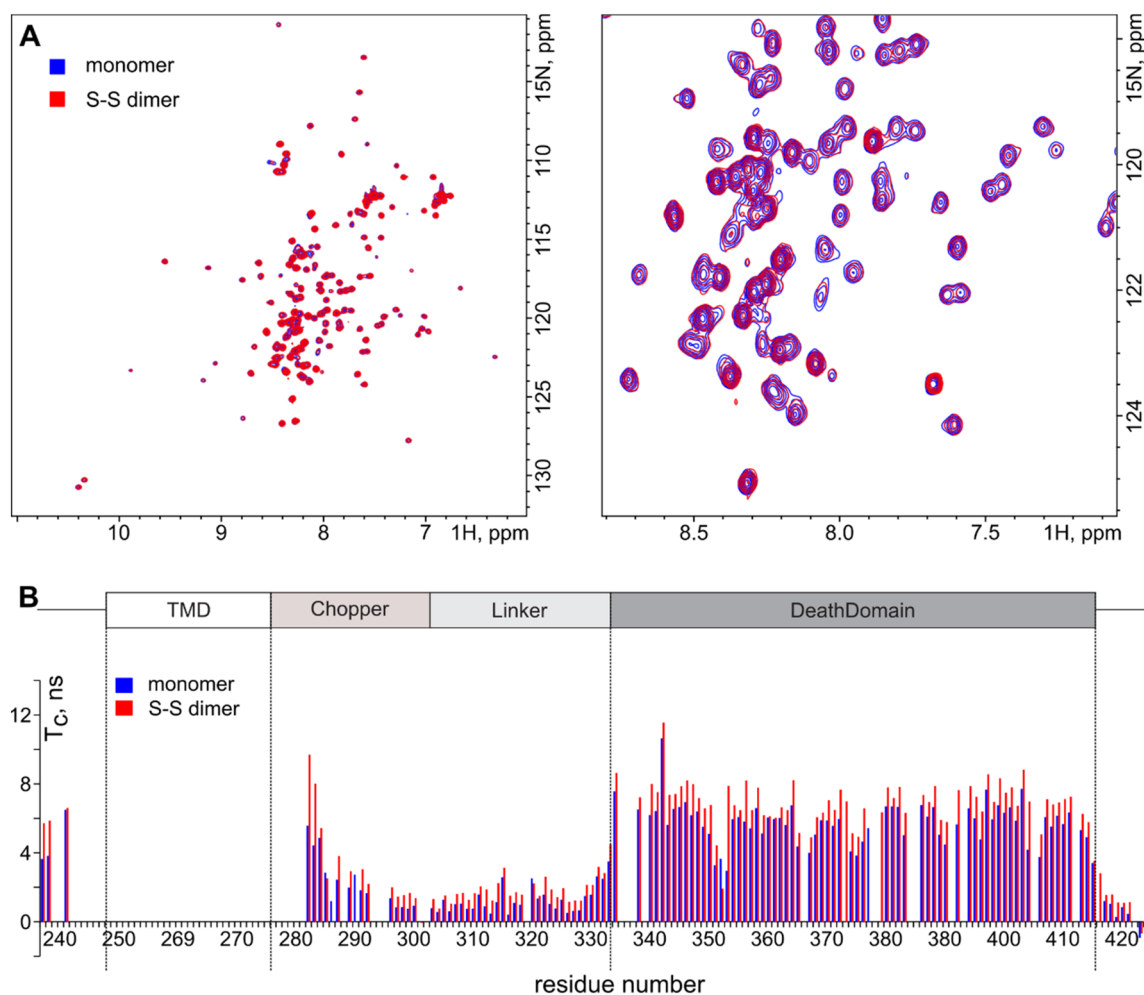 A
monomer
S-S dimer
15N, ppm
110
115
120
125
130
10
9
8
7
1H, ppm
15N, ppm
120
122
124
8.5
8.0
7.5
1H, ppm
B
TMD
Chopper
Linker
DeathDomain
monomer
S-S dimer
Tc, ns
12
8
4
0
240 250 269 270 280 290 300 310 320 330 340 350 360 370 380 390 400 410 420
residue number